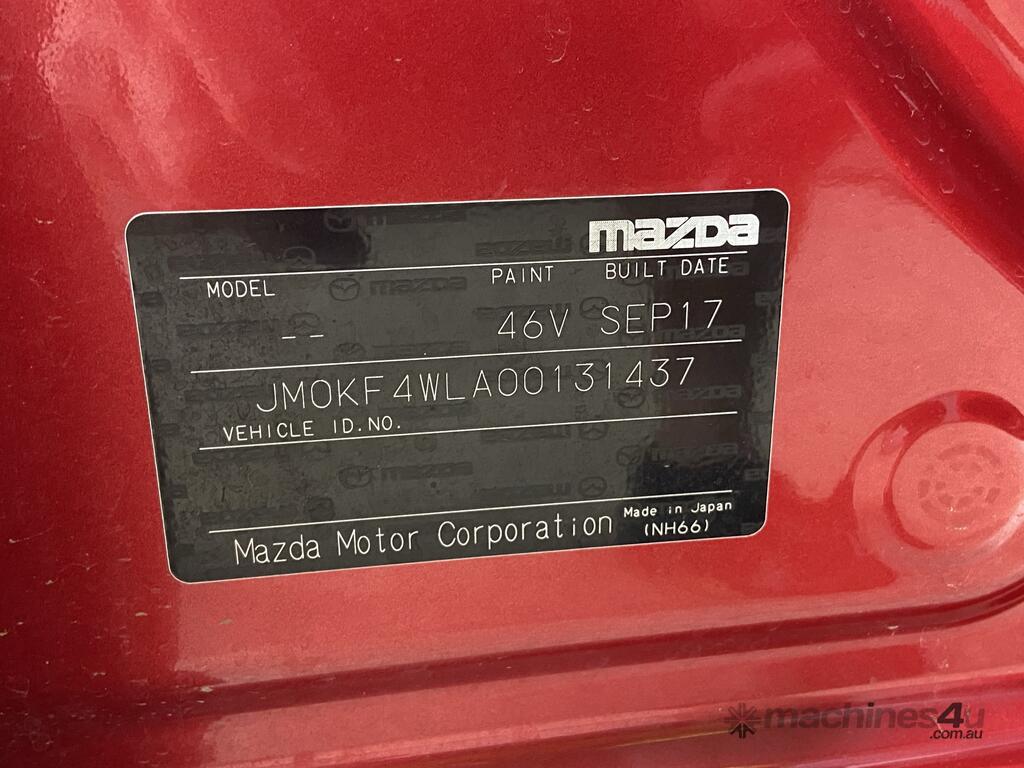 mazda
MODEL PAINT BUILT DATE
-- 46V SEP17
JM0KF4WLA00131437
VEHICLE ID.NO.
Mazda Motor Corporation Made in Japan
(NH66)
machines4u
.com.au